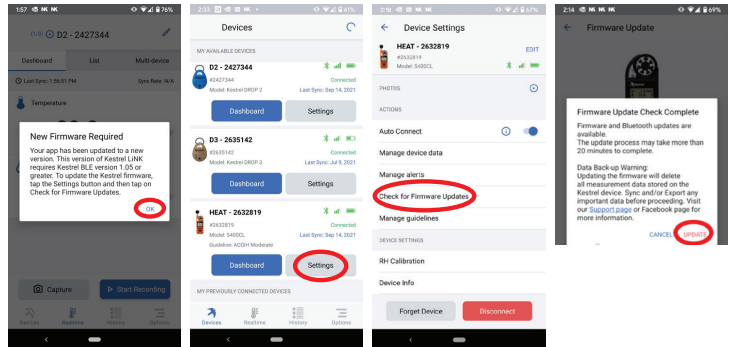 1:57 NK NK 76%
D2 - 2427344
Dashboard List Multi-device
Last Sync: 1:56:51 PM Sync Rate: N/A
Temperature
New Firmware Required
Your app has been updated to a new
version. This version of Kestrel LiNK
requires Kestrel BLE version 1.05 or
greater. To update the Kestrel firmware,
tap the Settings button and then tap on
Check for Firmware Updates.
OK
Capture Start Recording
Devices Realtime History Options
2:33 NK 61%
Devices
MY AVAILABLE DEVICES
D2 - 2427344
#2427344 Connected
Model: Kestrel DROP 2 Last Sync: Sep 14, 2021
Dashboard Settings
D3 - 2635142
#2635142 Connected
Model: Kestrel DROP 3 Last Sync: Jul 9, 2021
Dashboard Settings
HEAT - 2632819
#2632819 Connected
Model: 5400CL Last Sync: Sep 14, 2021
Guideline: ACGIH Moderate
Dashboard Settings
MY PREVIOUSLY CONNECTED DEVICES
Devices Realtime History Options
2:18 NK NK 67%
Device Settings
HEAT - 2632819 EDIT
#2632819
Model: 5400CL
PHOTOS
ACTIONS
Auto Connect
Manage device data
Manage alerts
Check for Firmware Updates
Manage guidelines
DEVICE SETTINGS
RH Calibration
Device Info
Forget Device Disconnect
2:14 NK NK NK 69%
Firmware Update
Firmware Update Check Complete
Firmware and Bluetooth updates are
available.
The update process may take more than
20 minutes to complete.
Data Back-up Warning:
Updating the firmware will delete
all measurement data stored on the
Kestrel device. Sync and/or Export any
important data before proceeding. Visit
our Support page or Facebook page for
more information.
CANCEL UPDATE